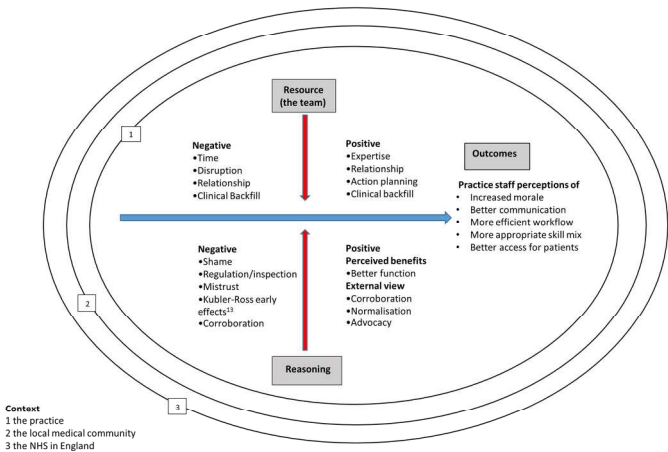 Resource
(the team)
1
Negative
•Time
•Disruption
•Relationship
•Clinical Backfill
Positive
•Expertise
•Relationship
•Action planning
•Clinical backfill
Outcomes
Practice staff perceptions of
• Increased morale
• Better communication
• More efficient workflow
• More appropriate skill mix
• Better access for patients
Negative
•Shame
•Regulation/inspection
•Mistrust
•Kubler-Ross early
effects¹³
•Corroboration
Positive
Perceived benefits
•Better function
External view
•Corroboration
•Normalisation
•Advocacy
2
Reasoning
3
Context
1 the practice
2 the local medical community
3 the NHS in England